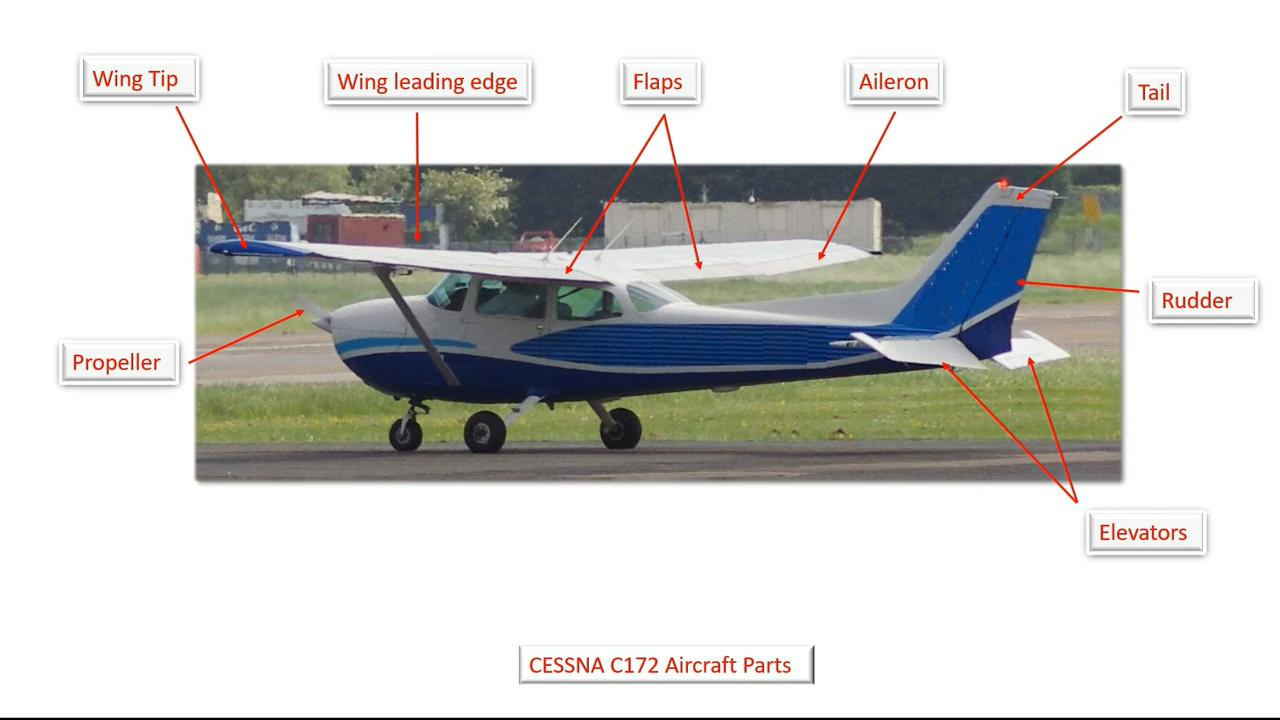 Wing Tip
Wing leading edge
Flaps
Aileron
Tail
Rudder
Propeller
Elevators
CESSNA C172 Aircraft Parts